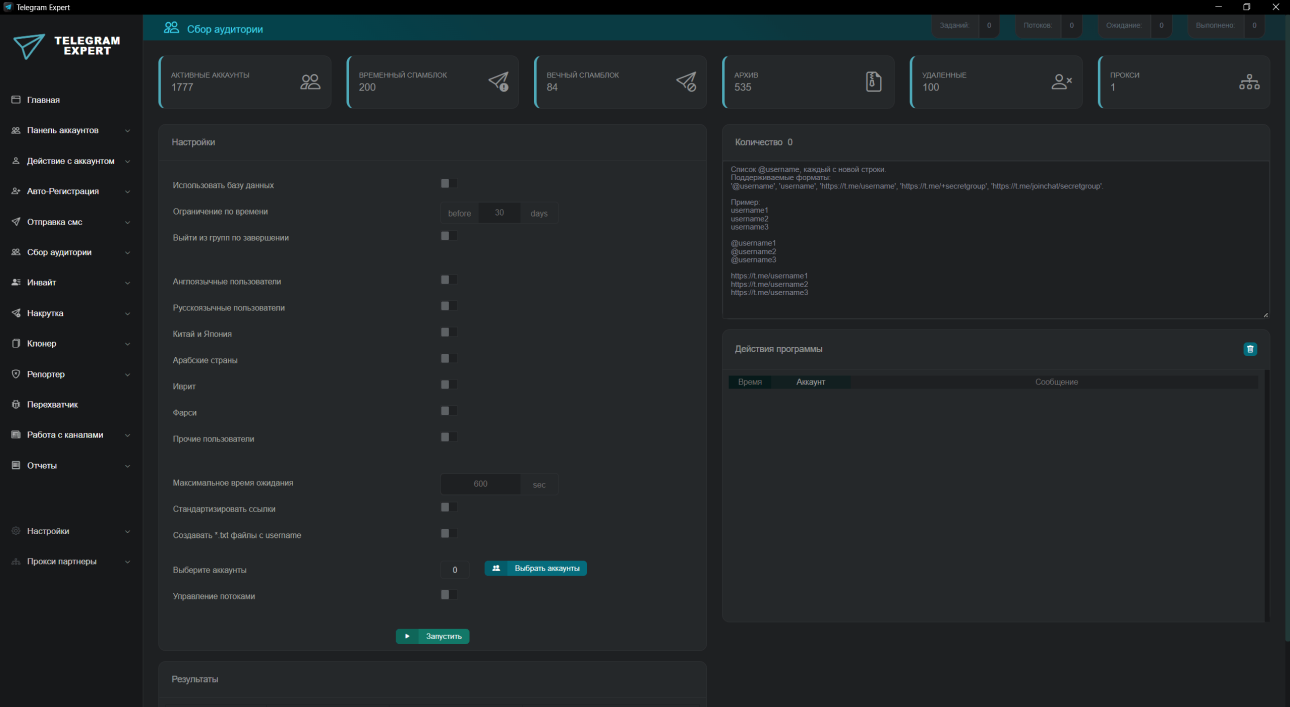 Telegram Expert
TELEGRAM
EXPERT
Главная
Панель аккаунтов
Действие с аккаунтом
Авто-Регистрация
Отправка смс
Сбор аудитории
Инвайт
Накрутка
Клонер
Репортер
Перехватчик
Работа с каналами
Отчеты
Настройки
Прокси партнеры
Сбор аудитории
Заданий 0
Потоков 0
Ожидание 0
Выполнено 0
АКТИВНЫЕ АККАУНТЫ
1777
ВРЕМЕННЫЙ СПАМБЛОК
200
ВЕЧНЫЙ СПАМБЛОК
84
АРХИВ
535
УДАЛЕННЫЕ
100
ПРОКСИ
1
Настройки
Использовать базу данных
Ограничение по времени before 30 days
Выйти из групп по завершении
Англоязычные пользователи
Русскоязычные пользователи
Китай и Япония
Арабские страны
Иврит
Фарси
Прочие пользователи
Максимальное время ожидания 600 sec
Стандартизировать ссылки
Создавать *.txt файлы с username
Выберите аккаунты 0 Выбрать аккаунты
Управление потоками
Запустить
Результаты
Количество 0
Список @username, каждый с новой строки.
Поддерживаемые форматы:
'@username', 'username', 'https://t.me/username', 'https://t.me/+secretgroup', 'https://t.me/joinchat/secretgroup'.
Пример:
username1
username2
username3
@username1
@username2
@username3
https://t.me/username1
https://t.me/username2
https://t.me/username3
Действия программы
Время Аккаунт Сообщение